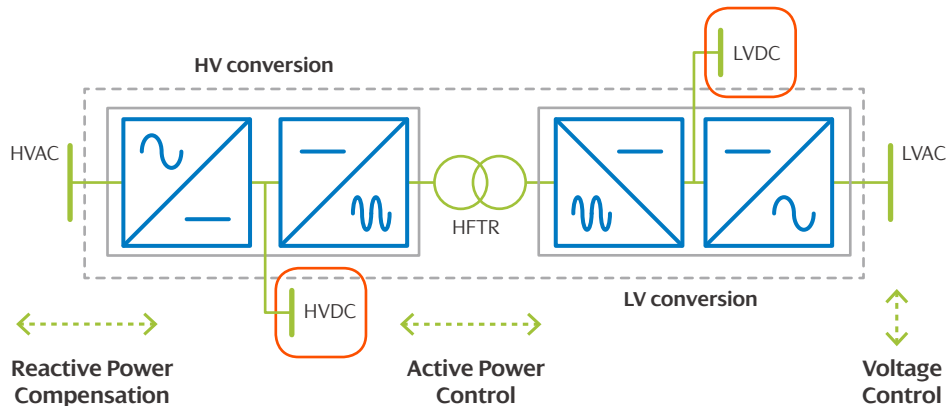 LVDC
HV conversion
HVAC
LVAC
HFTR
HVDC
LV conversion
Reactive Power
Compensation
Active Power
Control
Voltage
Control